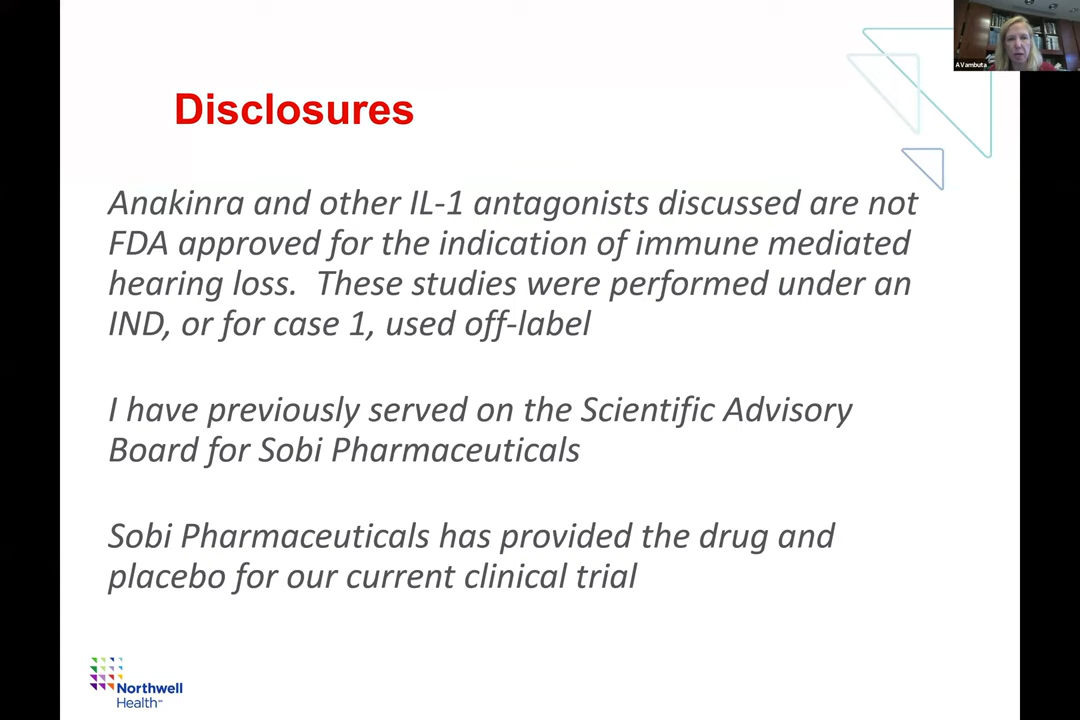 AVambuta
Disclosures
Anakinra and other IL-1 antagonists discussed are not
FDA approved for the indication of immune mediated
hearing loss.  These studies were performed under an
IND, or for case 1, used off-label
I have previously served on the Scientific Advisory
Board for Sobi Pharmaceuticals
Sobi Pharmaceuticals has provided the drug and
placebo for our current clinical trial
Northwell
Health℠